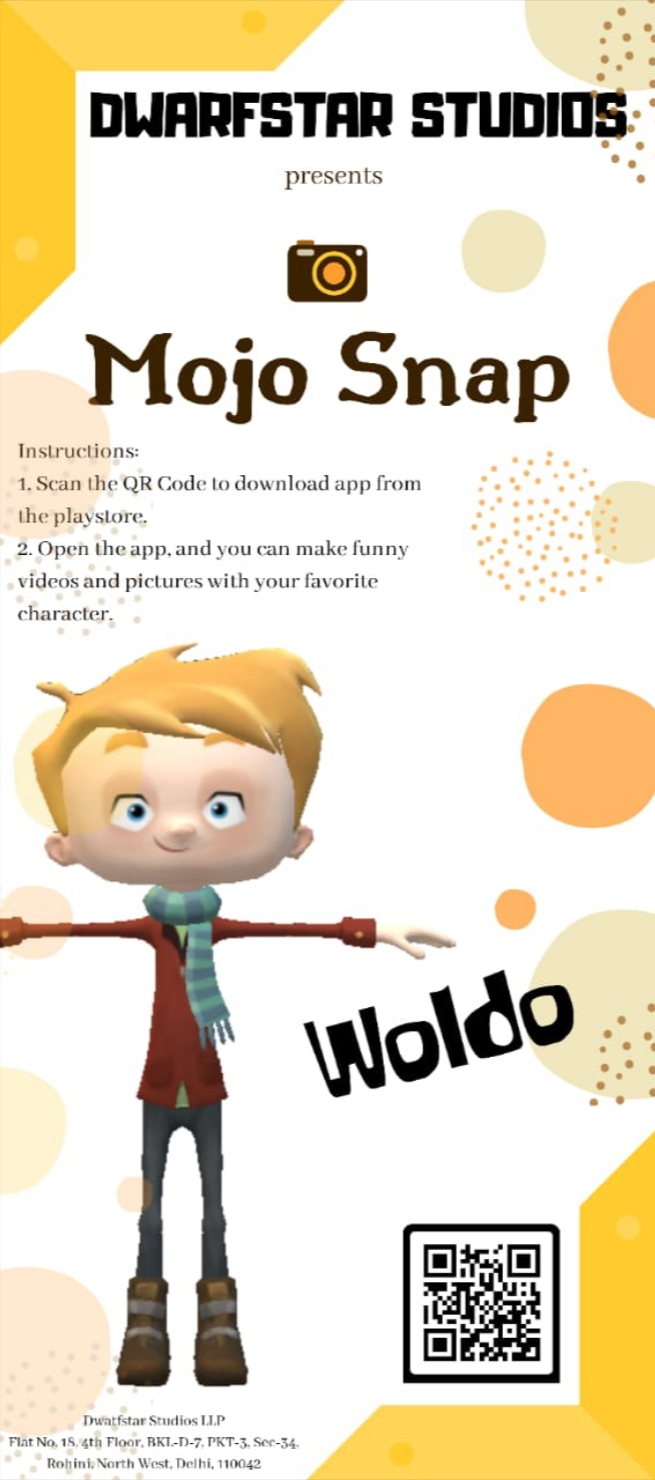 DWARFSTAR STUDIOS
presents
Mojo Snap
Instructions:
1. Scan the QR Code to download app from
the playstore.
2. Open the app, and you can make funny
videos and pictures with your favorite
character.
Woldo
Dwarfstar Studios LLP
Flat No. 18, 4th Floor, BKL-D-7, PKT-3, Sec-34,
Rohini, North West, Delhi, 110042